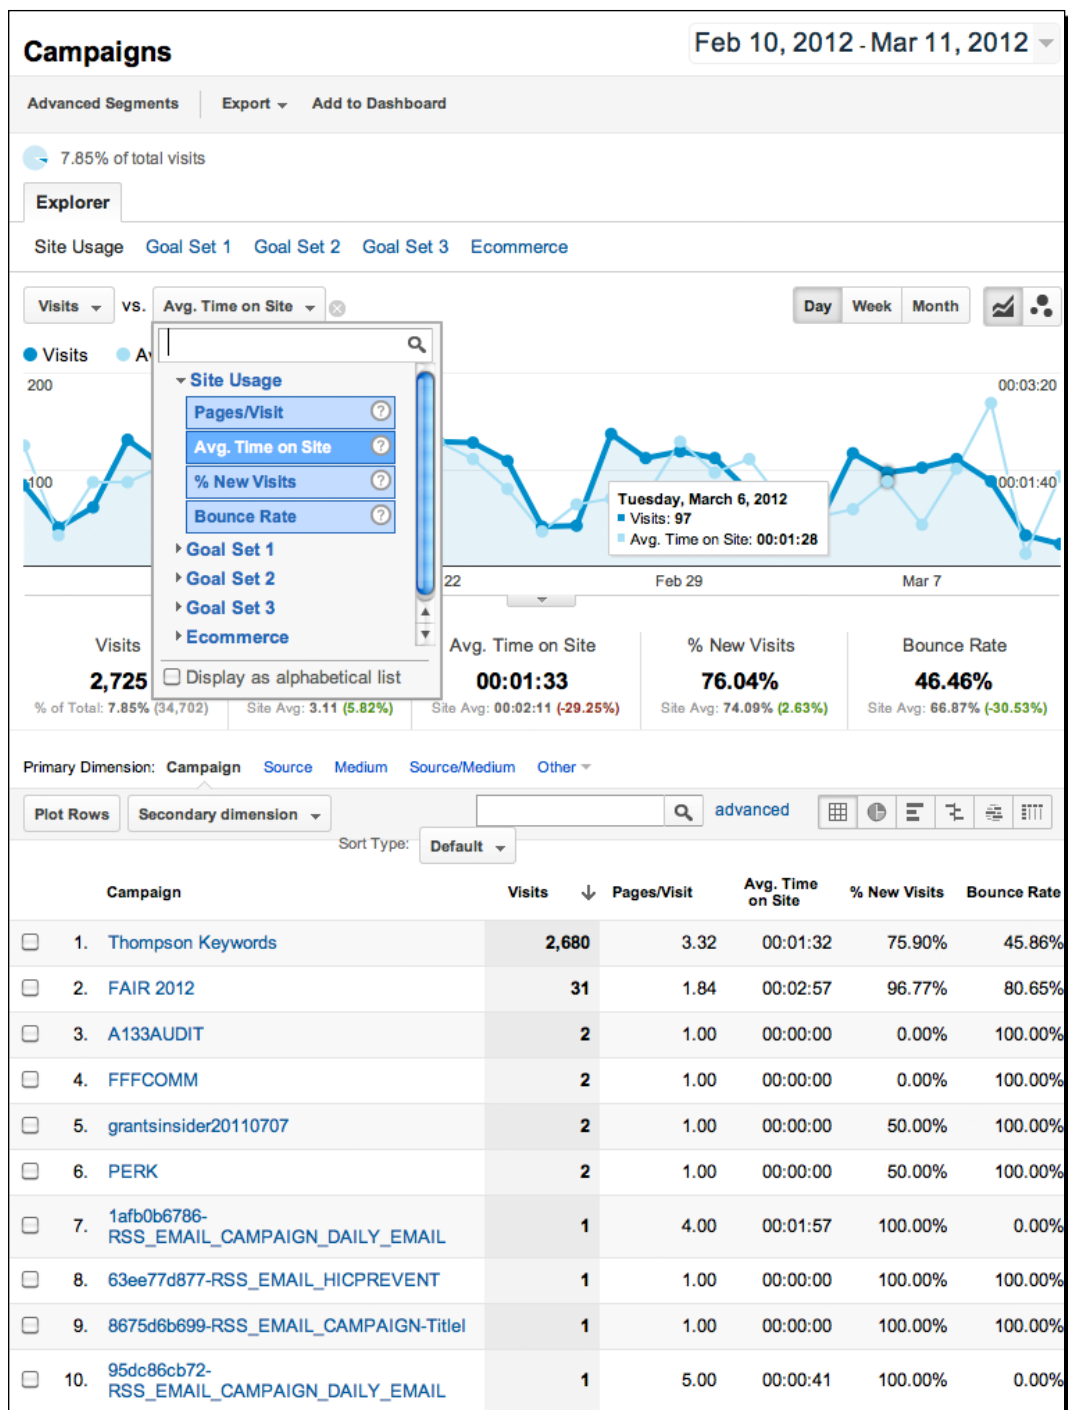 Campaigns
Feb 10, 2012 - Mar 11, 2012
Advanced Segments Export Add to Dashboard
7.85% of total visits
Explorer
Site Usage Goal Set 1 Goal Set 2 Goal Set 3 Ecommerce
Visits vs. Avg. Time on Site Day Week Month
Visits Av
200 00:03:20
100 00:01:40
Site Usage
Pages/Visit ?
Avg. Time on Site ?
% New Visits ?
Bounce Rate ?
Goal Set 1
Goal Set 2
Goal Set 3
Ecommerce
Display as alphabetical list
Tuesday, March 6, 2012
Visits: 97
Avg. Time on Site: 00:01:28
22 Feb 29 Mar 7
Visits Avg. Time on Site % New Visits Bounce Rate
2,725 00:01:33 76.04% 46.46%
% of Total: 7.85% (34,702) Site Avg: 3.11 (5.82%) Site Avg: 00:02:11 (-29.25%) Site Avg: 74.09% (2.63%) Site Avg: 66.87% (-30.53%)
Primary Dimension: Campaign Source Medium Source/Medium Other
Plot Rows Secondary dimension advanced
Sort Type: Default
Campaign Visits Pages/Visit Avg. Time on Site % New Visits Bounce Rate
1. Thompson Keywords 2,680 3.32 00:01:32 75.90% 45.86%
2. FAIR 2012 31 1.84 00:02:57 96.77% 80.65%
3. A133AUDIT 2 1.00 00:00:00 0.00% 100.00%
4. FFFCOMM 2 1.00 00:00:00 0.00% 100.00%
5. grantsinsider20110707 2 1.00 00:00:00 50.00% 100.00%
6. PERK 2 1.00 00:00:00 50.00% 100.00%
7. 1afb0b6786-
RSS_EMAIL_CAMPAIGN_DAILY_EMAIL 1 4.00 00:01:57 100.00% 0.00%
8. 63ee77d877-RSS_EMAIL_HICPREVENT 1 1.00 00:00:00 100.00% 100.00%
9. 8675d6b699-RSS_EMAIL_CAMPAIGN-Titlel 1 1.00 00:00:00 100.00% 100.00%
10. 95dc86cb72-
RSS_EMAIL_CAMPAIGN_DAILY_EMAIL 1 5.00 00:00:41 100.00% 0.00%